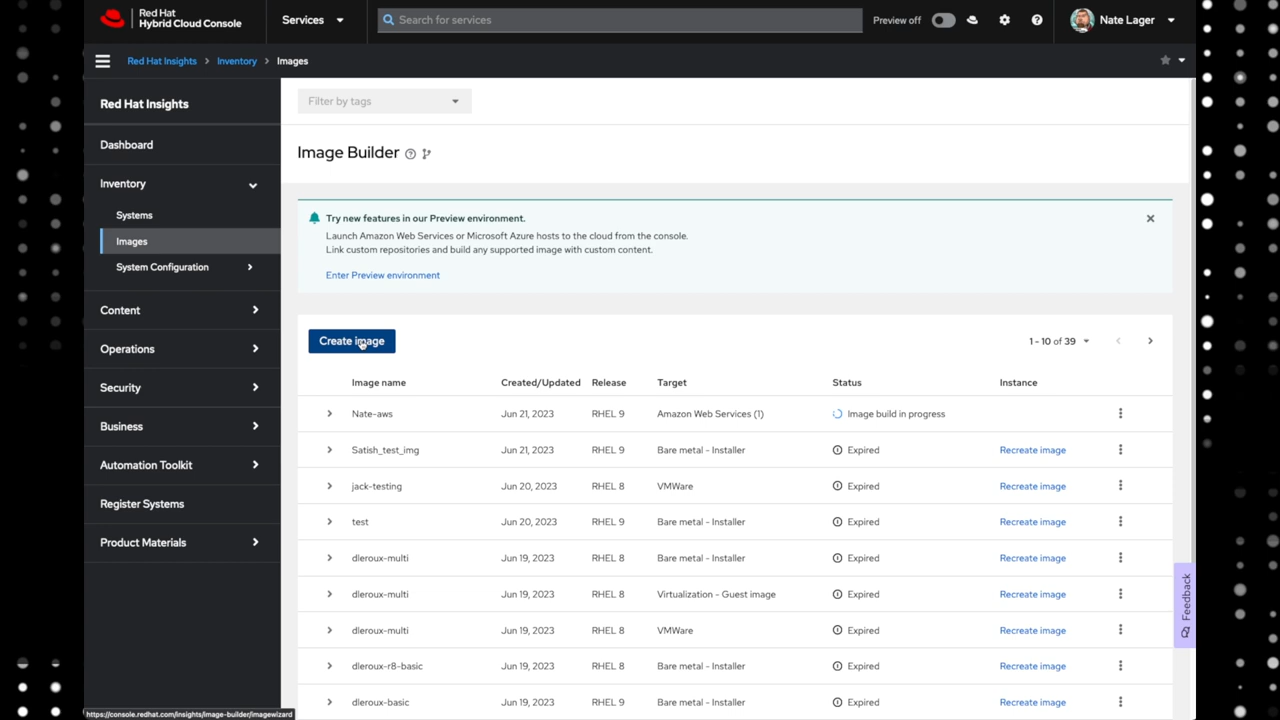 Red Hat
Hybrid Cloud Console
Services
Search for services
Preview off
Nate Lager
Red Hat Insights > Inventory > Images
Red Hat Insights
Dashboard
Inventory
Systems
Images
System Configuration
Content
Operations
Security
Business
Automation Toolkit
Register Systems
Product Materials
Filter by tags
Image Builder
Try new features in our Preview environment.
Launch Amazon Web Services or Microsoft Azure hosts to the cloud from the console.
Link custom repositories and build any supported image with custom content.
Enter Preview environment
Create image
1 - 10 of 39
Image name Created/Updated Release Target Status Instance
Nate-aws Jun 21, 2023 RHEL 9 Amazon Web Services (1) Image build in progress
Satish_test_img Jun 21, 2023 RHEL 9 Bare metal - Installer Expired Recreate image
jack-testing Jun 20, 2023 RHEL 8 VMWare Expired Recreate image
test Jun 20, 2023 RHEL 9 Bare metal - Installer Expired Recreate image
dleroux-multi Jun 19, 2023 RHEL 8 Bare metal - Installer Expired Recreate image
dleroux-multi Jun 19, 2023 RHEL 8 Virtualization - Guest image Expired Recreate image
dleroux-multi Jun 19, 2023 RHEL 8 VMWare Expired Recreate image
dleroux-r8-basic Jun 19, 2023 RHEL 8 Bare metal - Installer Expired Recreate image
dleroux-basic Jun 19, 2023 RHEL 8 Bare metal - Installer Expired Recreate image
Feedback
https://console.redhat.com/insights/image-builder/imagewizard